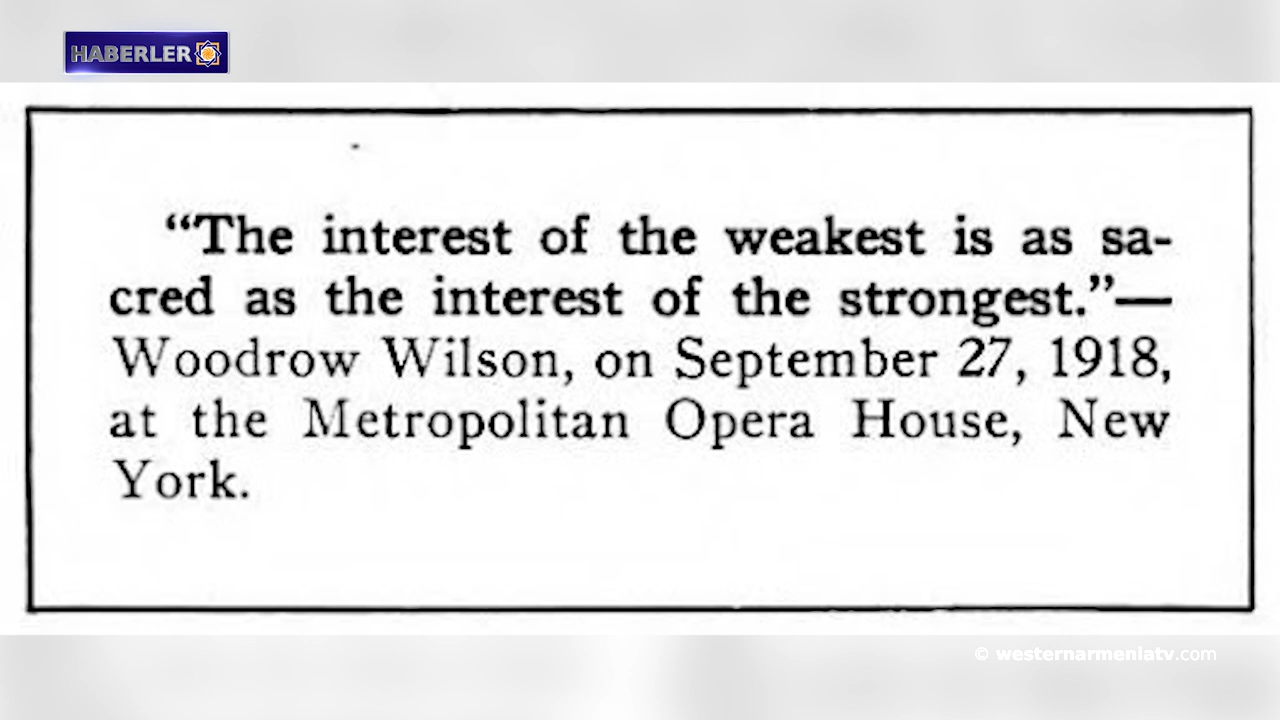 HABERLER
“The interest of the weakest is as sa-
cred as the interest of the strongest.”—
Woodrow Wilson, on September 27, 1918,
at the Metropolitan Opera House, New
York.
© westernarmeniatv.com